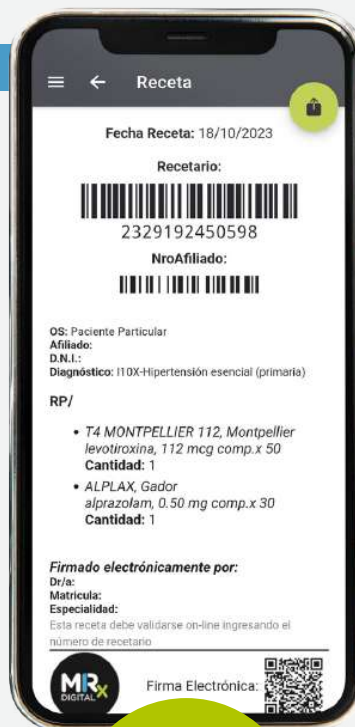 Receta
Fecha Receta: 18/10/2023
Recetario:
2329192450598
NroAfiliado:
OS: Paciente Particular
Afiliado:
D.N.I.:
Diagnóstico: I10X-Hipertensión esencial (primaria)
RP/
• T4 MONTPELLIER 112, Montpellier
levotiroxina, 112 mcg comp.x 50
Cantidad: 1
• ALPLAX, Gador
alprazolam, 0.50 mg comp.x 30
Cantidad: 1
Firmado electrónicamente por:
Dr/a:
Matricula:
Especialidad:
Esta receta debe validarse on-line ingresando el
número de recetario
MRx
DIGITAL
Firma Electrónica: